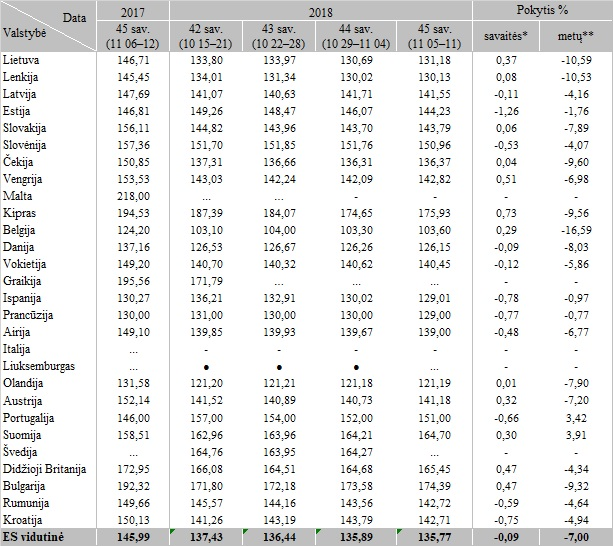 Data 2017 2018 Pokytis %
Valstybė 45 sav. (11 06–12) 42 sav. (10 15–21) 43 sav. (10 22–28) 44 sav. (10 29–11 04) 45 sav. (11 05–11) savaitės* metų**
Lietuva 146,71 133,80 133,97 130,69 131,18 0,37 -10,59
Lenkija 145,45 134,01 131,34 130,02 130,13 0,08 -10,53
Latvija 147,69 141,07 140,63 141,71 141,55 -0,11 -4,16
Estija 146,81 149,26 148,47 146,07 144,23 -1,26 -1,76
Slovakija 156,11 144,82 143,96 143,70 143,79 0,06 -7,89
Slovėnija 157,36 151,70 151,85 151,76 150,96 -0,53 -4,07
Čekija 150,85 137,31 136,66 136,31 136,37 0,04 -9,60
Vengrija 153,53 143,03 142,24 142,09 142,82 0,51 -6,98
Malta 218,00 ... ... - - - -
Kipras 194,53 187,39 184,07 174,65 175,93 0,73 -9,56
Belgija 124,20 103,10 104,00 103,30 103,60 0,29 -16,59
Danija 137,16 126,53 126,67 126,26 126,15 -0,09 -8,03
Vokietija 149,20 140,70 140,32 140,62 140,45 -0,12 -5,86
Graikija 195,56 171,79 ... ... ... - -
Ispanija 130,27 136,21 132,91 130,02 129,01 -0,78 -0,97
Prancūzija 130,00 131,00 130,00 130,00 129,00 -0,77 -0,77
Airija 149,10 139,85 139,93 139,67 139,00 -0,48 -6,77
Italija ... - - - - - -
Liuksemburgas ... ● ● ● ... - -
Olandija 131,58 121,20 121,21 121,18 121,19 0,01 -7,90
Austrija 152,14 141,52 140,89 140,73 141,18 0,32 -7,20
Portugalija 146,00 157,00 154,00 152,00 151,00 -0,66 3,42
Suomija 158,51 162,96 163,96 164,21 164,70 0,30 3,91
Švedija ... 164,76 163,95 164,27 ... - -
Didžioji Britanija 172,95 166,08 164,51 164,68 165,45 0,47 -4,34
Bulgarija 192,32 171,80 172,18 173,58 174,39 0,47 -9,32
Rumunija 149,66 145,57 144,16 143,56 142,72 -0,59 -4,64
Kroatija 150,13 141,26 143,19 143,79 142,71 -0,75 -4,94
ES vidutinė 145,99 137,43 136,44 135,89 135,77 -0,09 -7,00